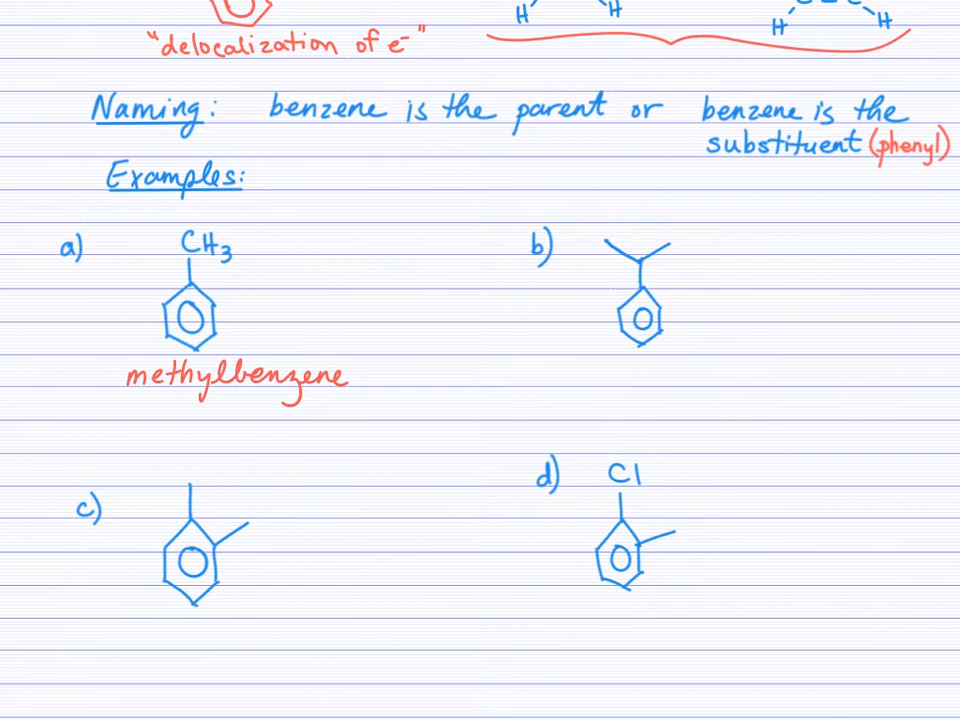 H H H H
"delocalization of e⁻"
Naming: benzene is the parent or benzene is the
substituent (phenyl)
Examples:
a) CH3 b)
methylbenzene
c) d) Cl